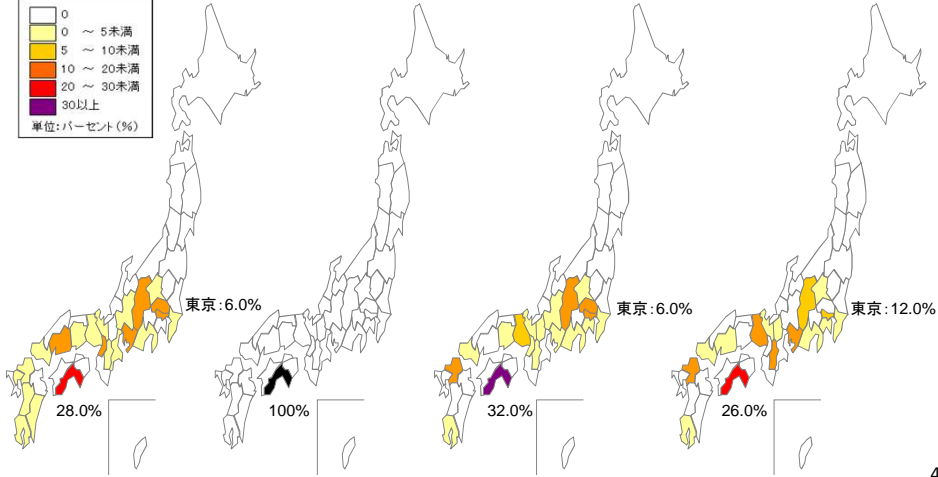 0
0 ～ 5未満
5 ～ 10未満
10 ～ 20未満
20 ～ 30未満
30以上
単位:パーセント(%)
東京:6.0%
東京:6.0%
東京:12.0%
28.0%
100%
32.0%
26.0%
4